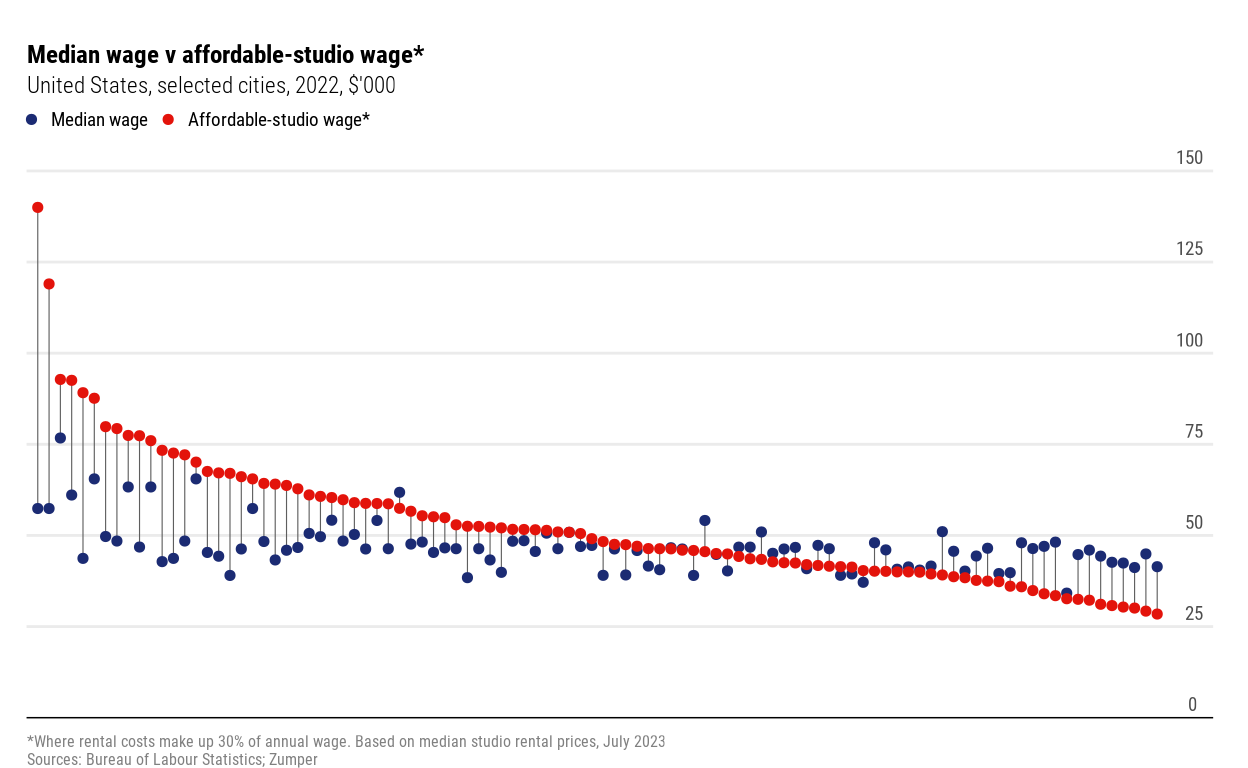 Median wage v affordable-studio wage*
United States, selected cities, 2022, $'000
Median wage Affordable-studio wage*
150
125
100
75
50
25
0
*Where rental costs make up 30% of annual wage. Based on median studio rental prices, July 2023
Sources: Bureau of Labour Statistics; Zumper